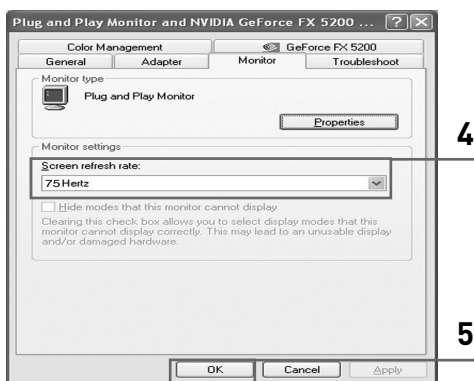 Plug and Play Monitor and NVIDIA GeForce FX 5200 ...
Color Management
GeForce FX 5200
General
Adapter
Monitor
Troubleshoot
Monitor type
Plug and Play Monitor
Properties
Monitor settings
Screen refresh rate:
75 Hertz
Hide modes that this monitor cannot display
Clearing this check box allows you to select display modes that this
monitor cannot display correctly. This may lead to an unusable display
and/or damaged hardware.
OK
Cancel
Apply
4
5